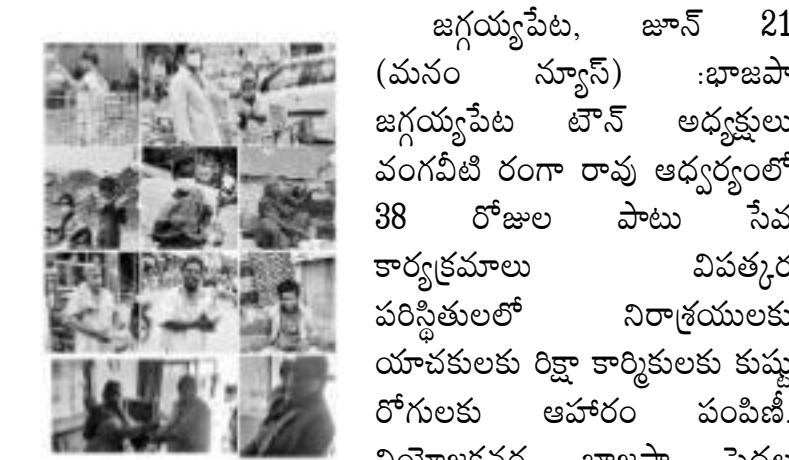 జగ్గయ్యపేట, జూన్ 21
(మనం న్యూస్) :భాజపా
జగ్గయ్యపేట టౌన్ అధ్యక్షులు
వంగవీటి రంగా రావు ఆధ్వర్యంలో
38 రోజుల పాటు సేవ
కార్యక్రమాలు విపత్కర
పరిస్థితులలో నిరాశ్రయులకు
యాచకులకు రిక్షా కార్మికులకు కుష్టు
రోగులకు ఆహారం పంపిణీ.